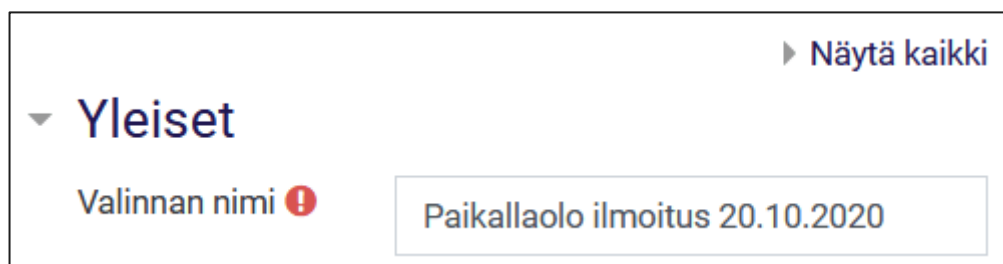 Näytä kaikki
Yleiset
Valinnan nimi
Paikallaolo ilmoitus 20.10.2020